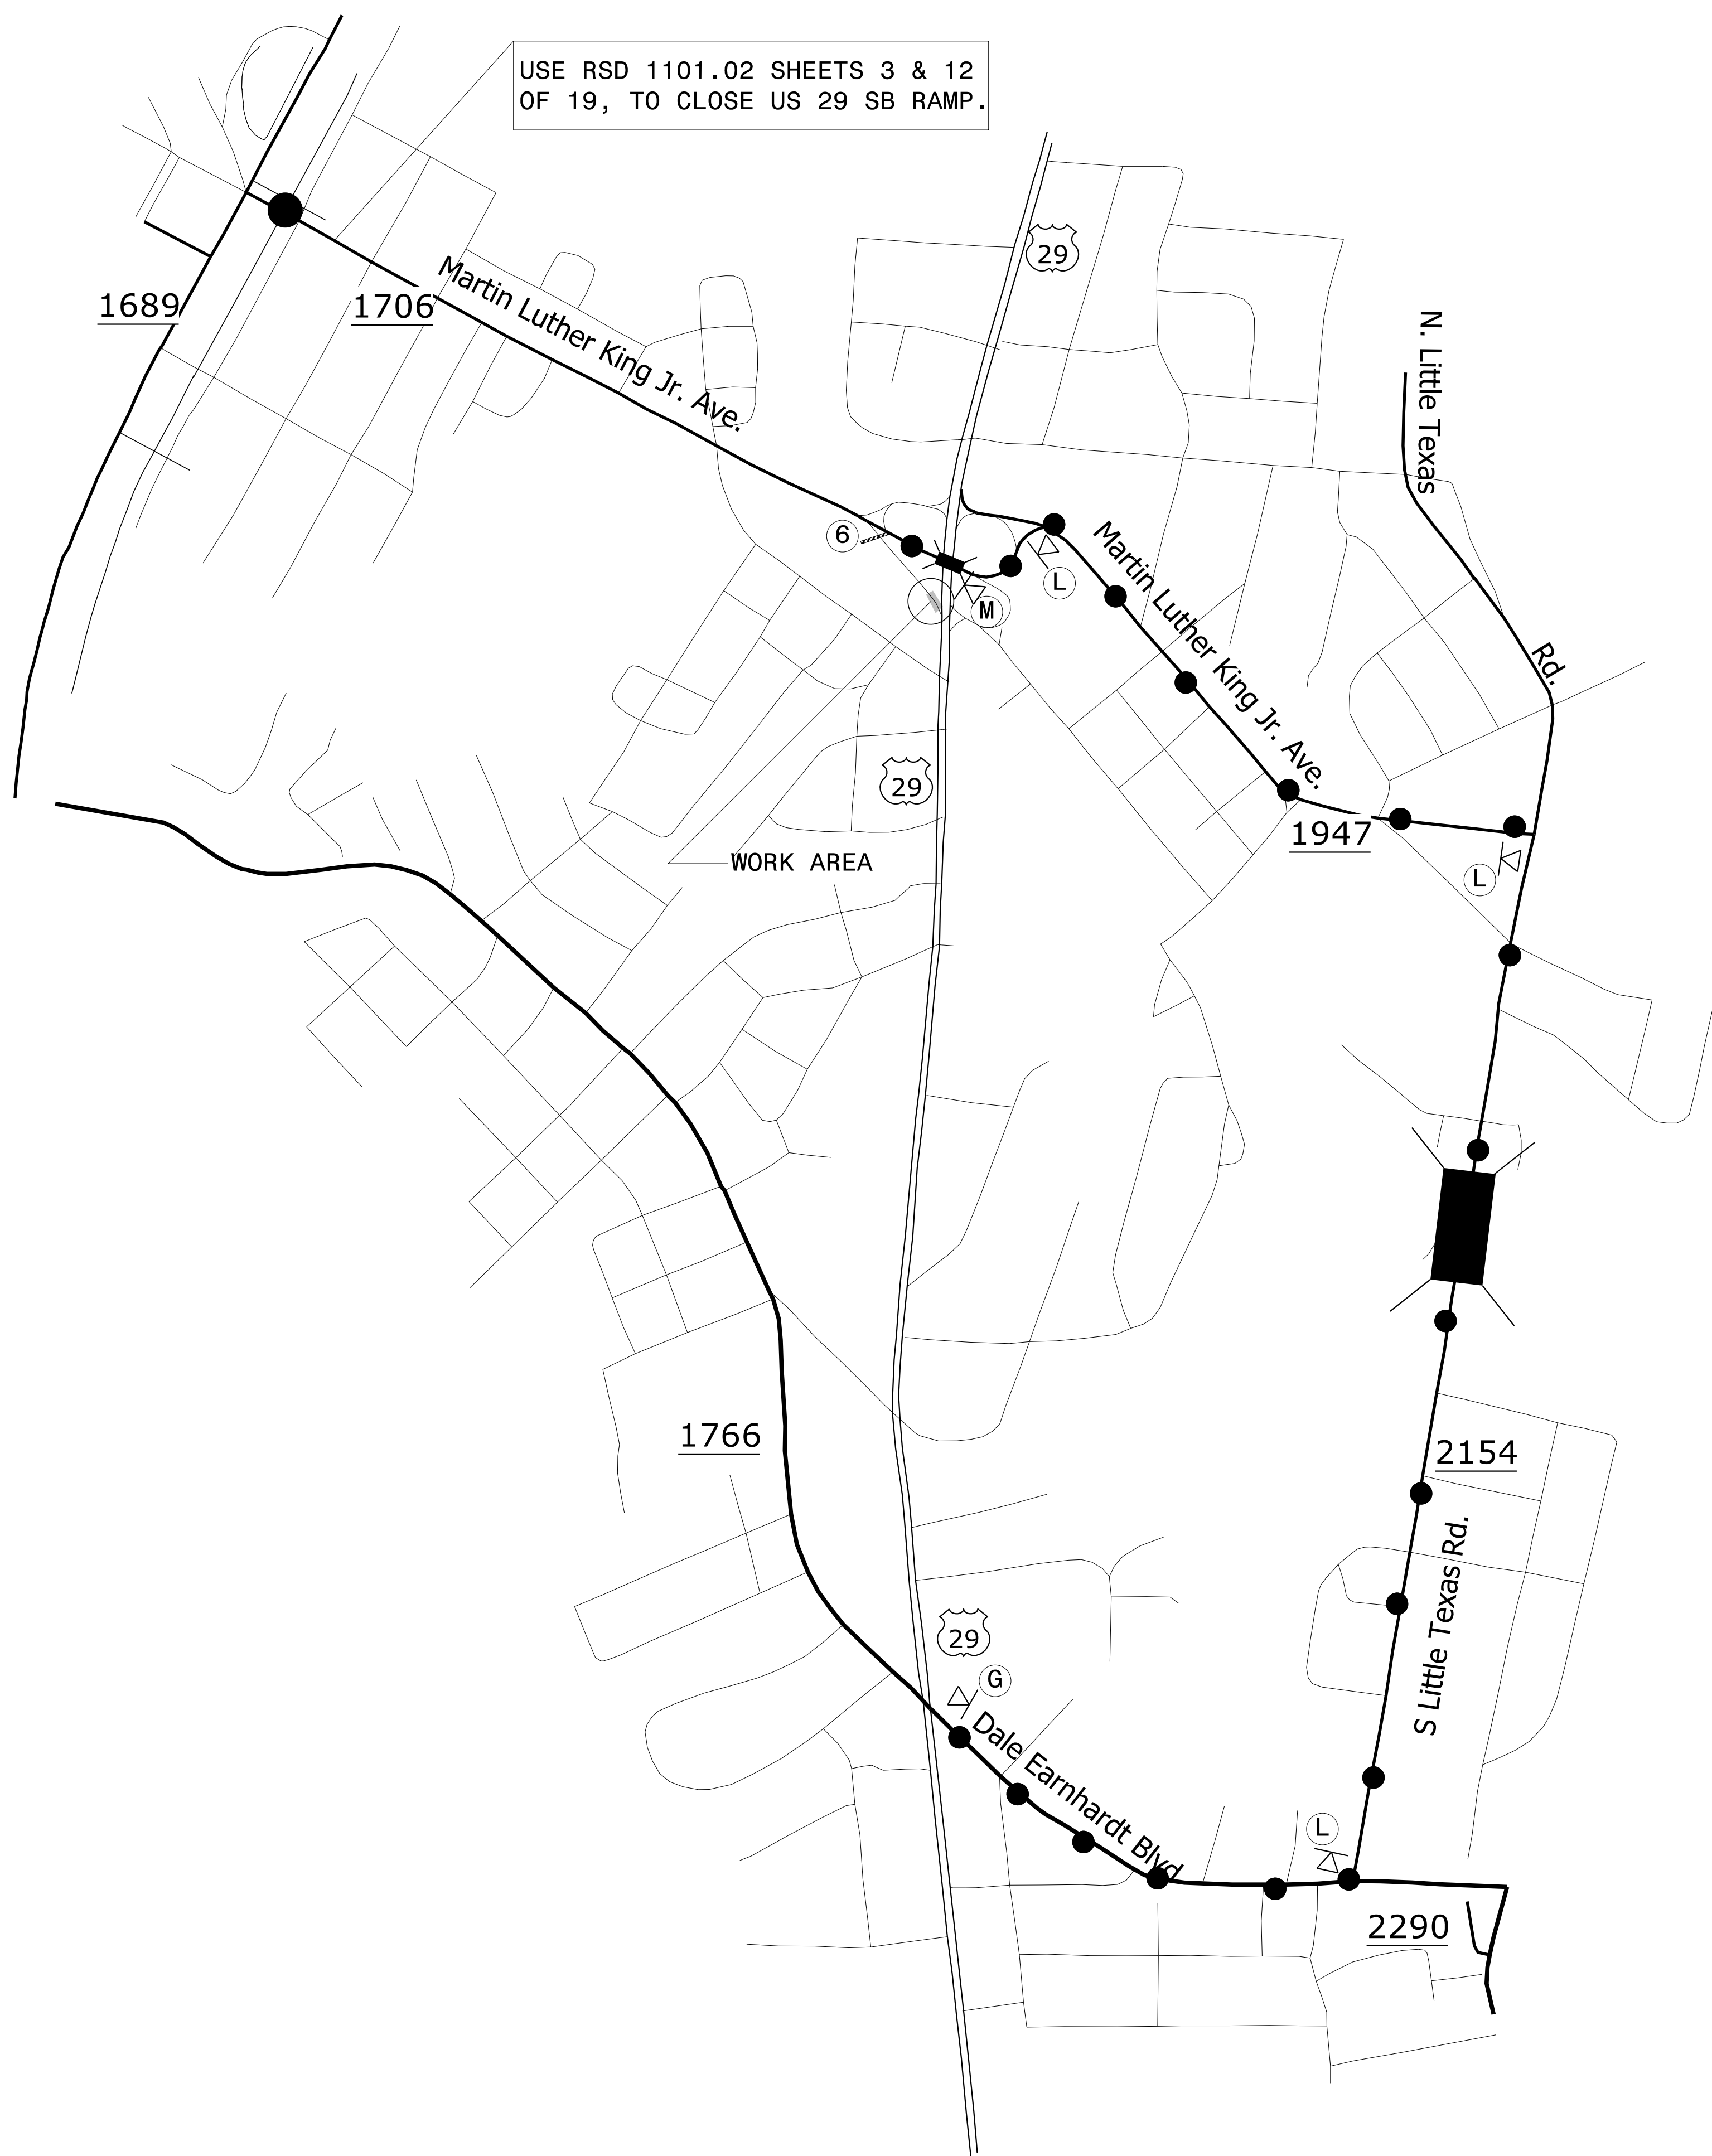 USE RSD 1101.02 SHEETS 3 & 12
OF 19, TO CLOSE US 29 SB RAMP.
29
1689
1706
Martin Luther King Jr. Ave.
N. Little Texas
Rd.
6
L
M
Martin Luther King Jr. Ave.
29
1947
WORK AREA
L
1766
2154
S Little Texas Rd.
29
G
Dale Earnhardt Blvd
L
2290